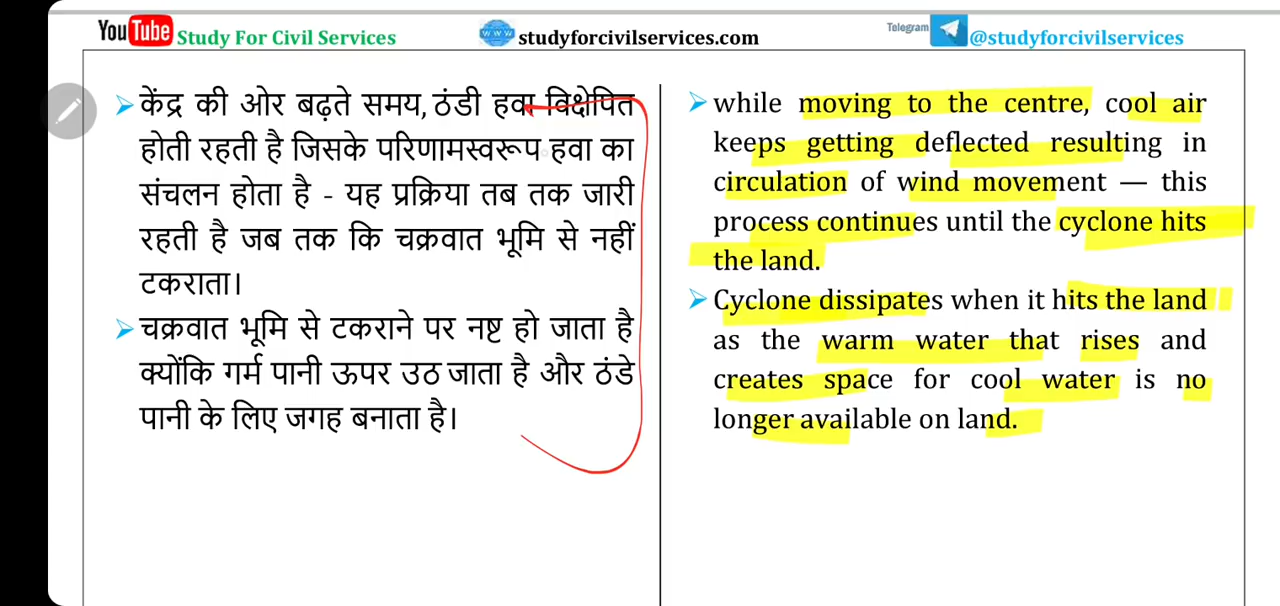 YouTube Study For Civil Services
www studyforcivilservices.com
Telegram @studyforcivilservices
केंद्र की ओर बढ़ते समय, ठंडी हवा विक्षेपित
होती रहती है जिसके परिणामस्वरूप हवा का
संचलन होता है - यह प्रक्रिया तब तक जारी
रहती है जब तक कि चक्रवात भूमि से नहीं
टकराता।
चक्रवात भूमि से टकराने पर नष्ट हो जाता है
क्योंकि गर्म पानी ऊपर उठ जाता है और ठंडे
पानी के लिए जगह बनाता है।
while moving to the centre, cool air
keeps getting deflected resulting in
circulation of wind movement — this
process continues until the cyclone hits
the land.
Cyclone dissipates when it hits the land
as the warm water that rises and
creates space for cool water is no
longer available on land.